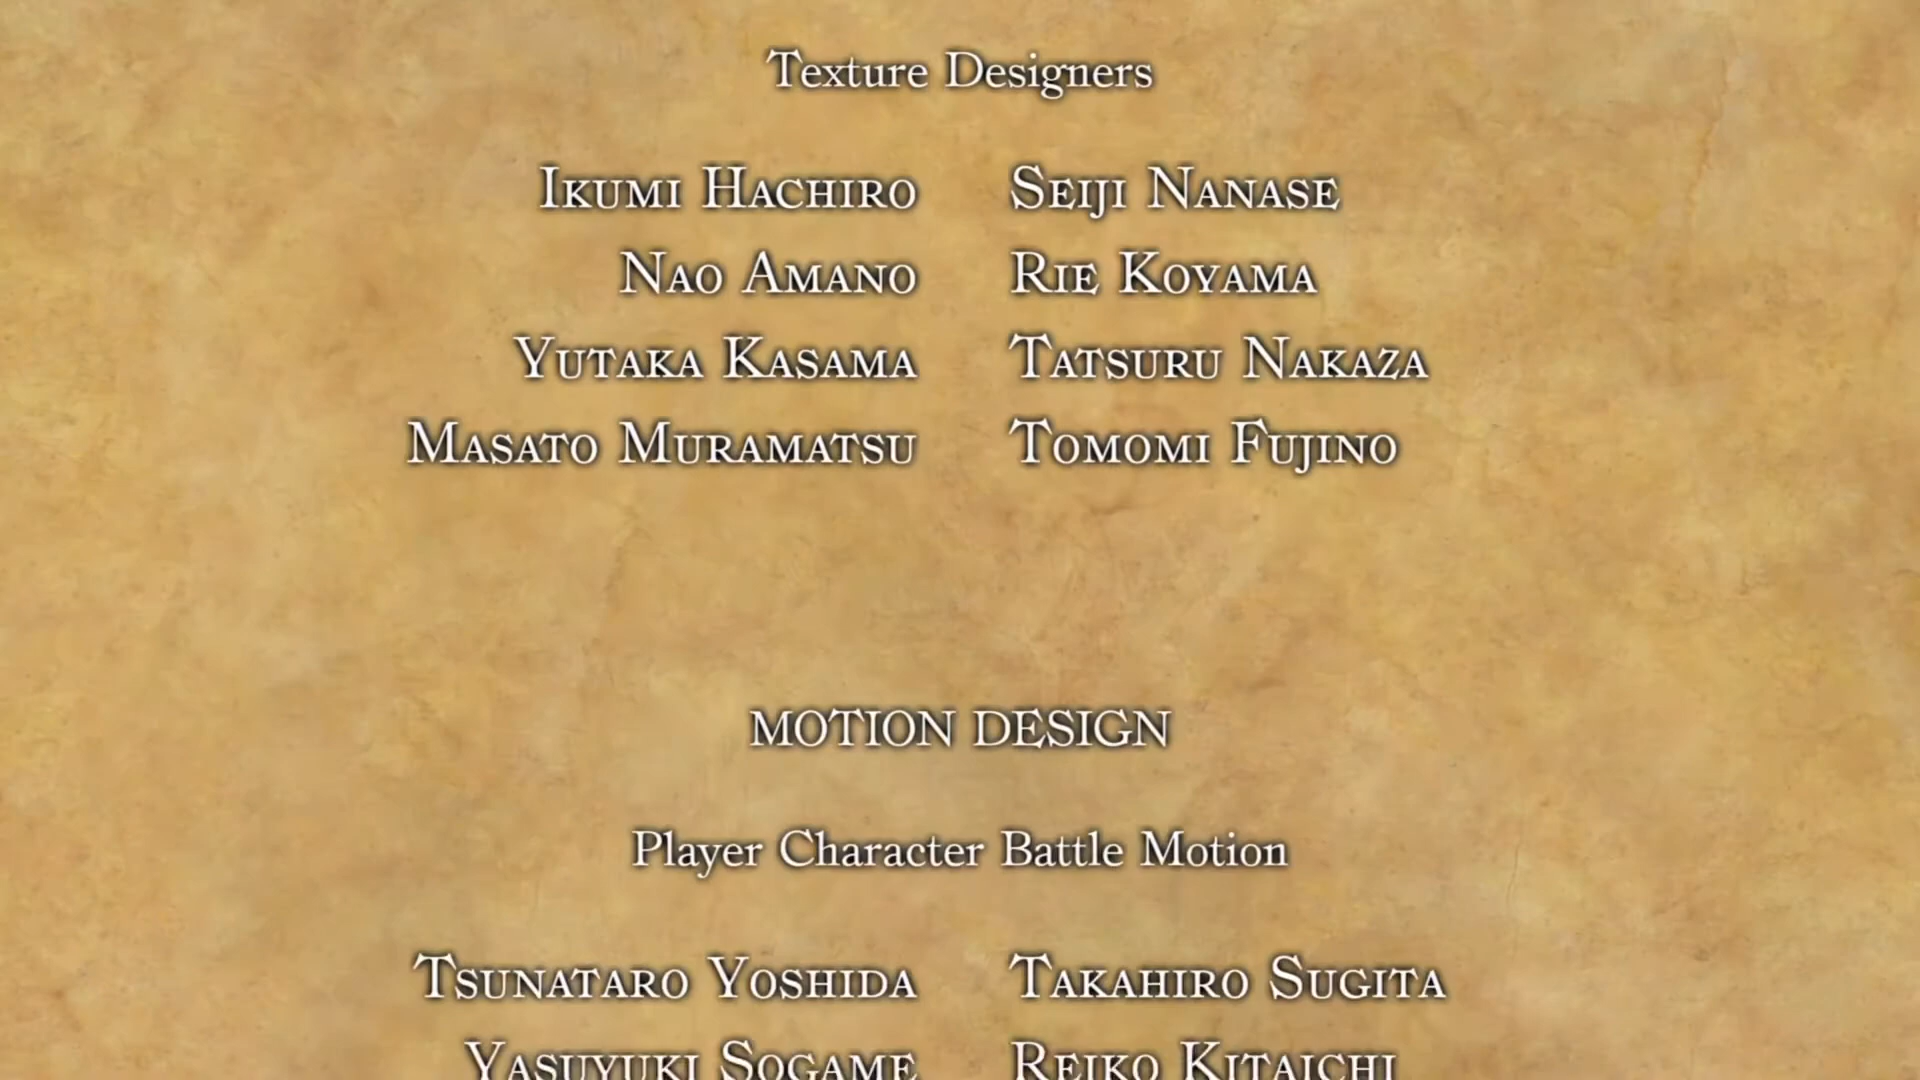 Texture Designers
Ikumi Hachiro Seiji Nanase
Nao Amano Rie Koyama
Yutaka Kasama Tatsuru Nakaza
Masato Muramatsu Tomomi Fujino
MOTION DESIGN
Player Character Battle Motion
Tsunataro Yoshida Takahiro Sugita
Yasuyuki Sogame Reiko Kitaichi